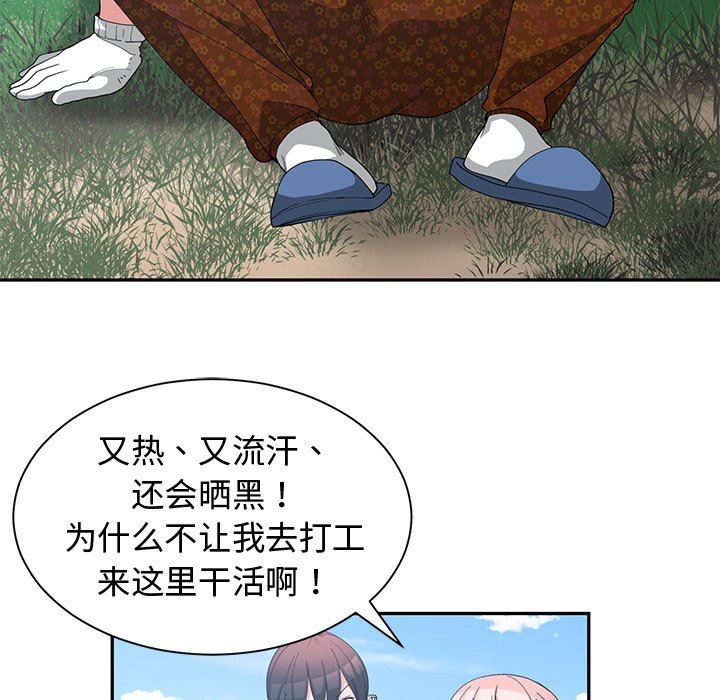 又热、又流汗、
还会晒黑！
为什么不让我去打工
来这里干活啊！